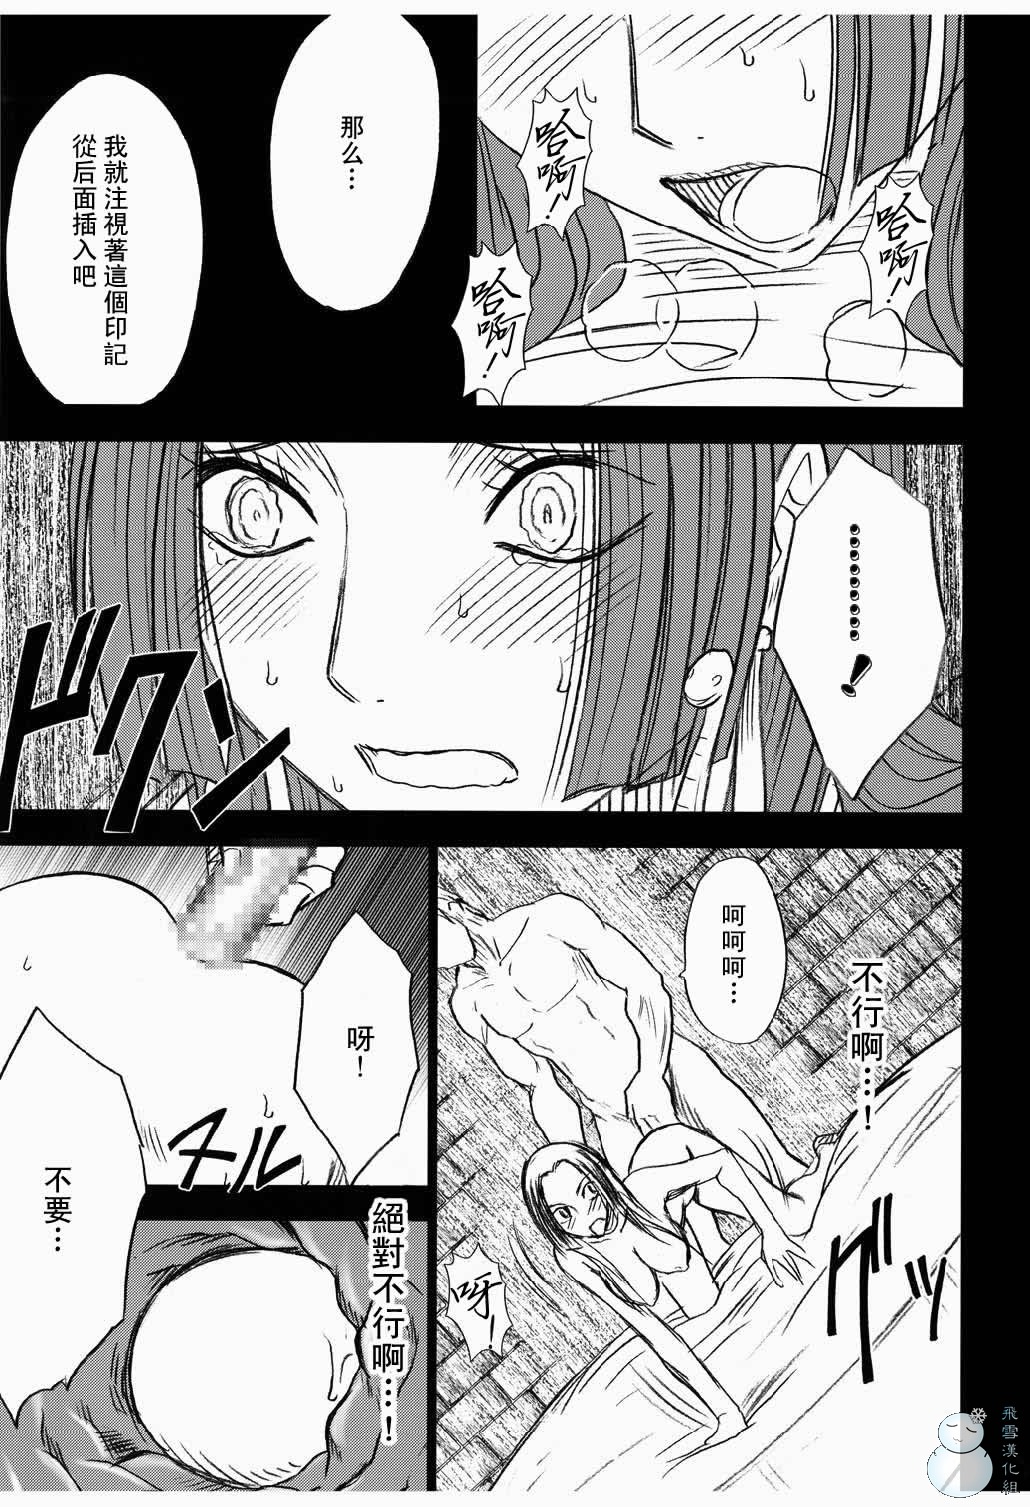 哈啊！
哈啊！
哈啊！
那么…
我就注視著這個印記
從后面插入吧
………！
ドクン
呵呵呵…
不行啊…！
グッ
呀！
呀！
ヌル
不要…
絕對不行啊…！
飛雪漢化組